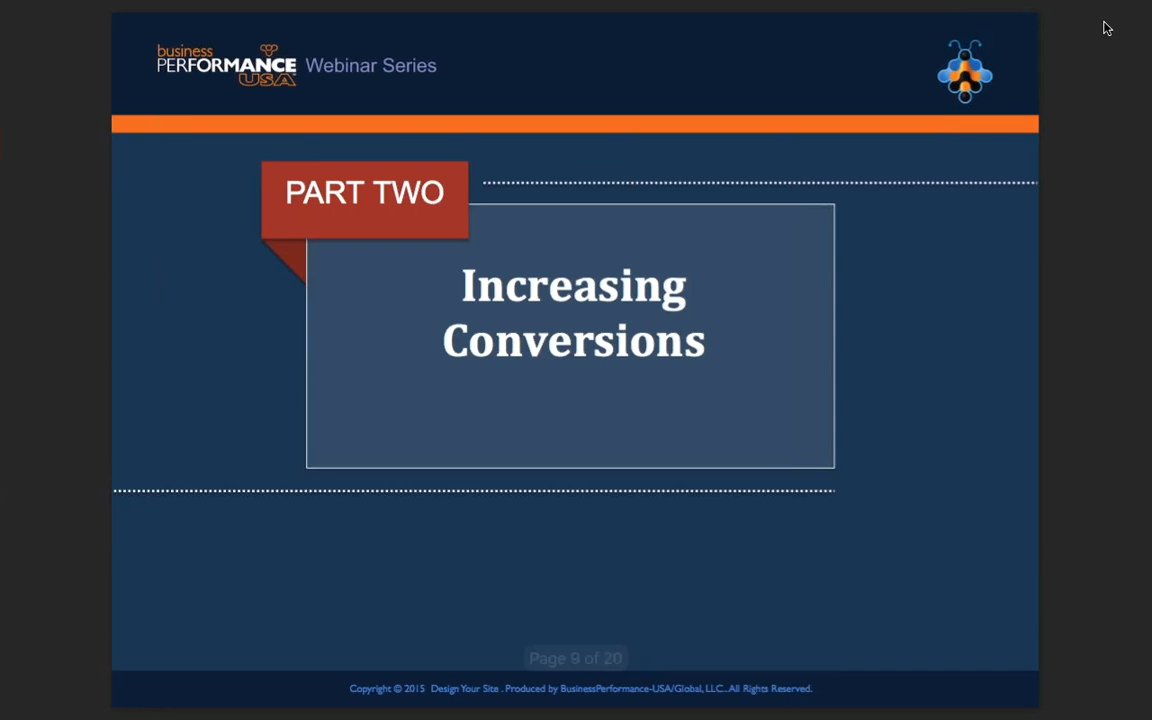 business
PERFORMANCE
USA
Webinar Series
PART TWO
Increasing
Conversions
Page 9 of 20
Copyright © 2015 Design Your Site . Produced by BusinessPerformance-USA/Global, LLC.. All Rights Reserved.